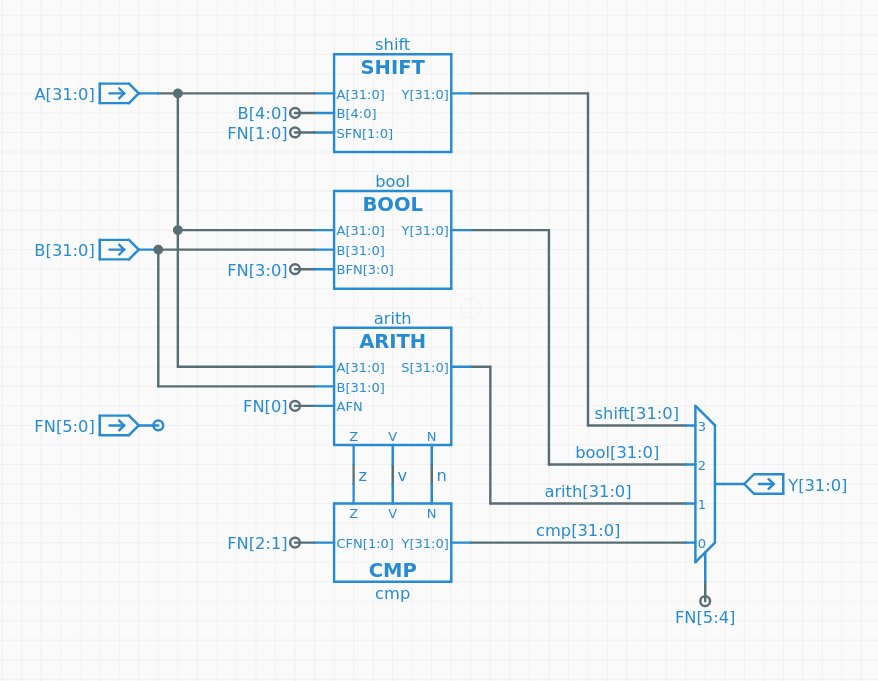 shift
SHIFT
A[31:0] A[31:0] Y[31:0]
B[4:0] B[4:0]
FN[1:0] SFN[1:0]
bool
BOOL
A[31:0] Y[31:0]
B[31:0] B[31:0]
FN[3:0] BFN[3:0]
arith
ARITH
A[31:0] S[31:0]
B[31:0]
FN[0] AFN
FN[5:0]
shift[31:0]
3
Z V N
bool[31:0]
2
z v n
Y[31:0]
arith[31:0]
1
Z V N
cmp[31:0]
FN[2:1] CFN[1:0] Y[31:0] 0
CMP
cmp
FN[5:4]